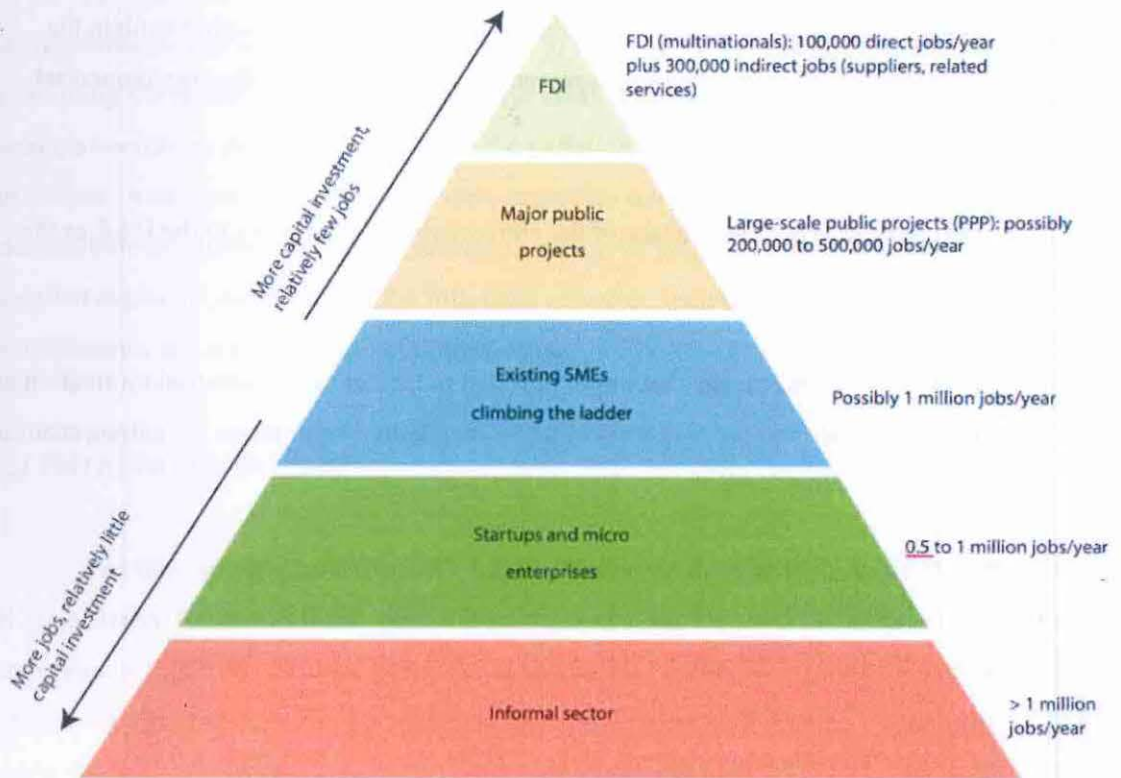 FDI (multinationals): 100,000 direct jobs/year
plus 300,000 indirect jobs (suppliers, related
services)
FDI
More capital investment,
relatively few jobs
Major public
projects
Large-scale public projects (PPP): possibly
200,000 to 500,000 jobs/year
Existing SMEs
climbing the ladder
Possibly 1 million jobs/year
More jobs, relatively little
capital investment
Startups and micro
enterprises
0.5 to 1 million jobs/year
Informal sector
> 1 million
jobs/year